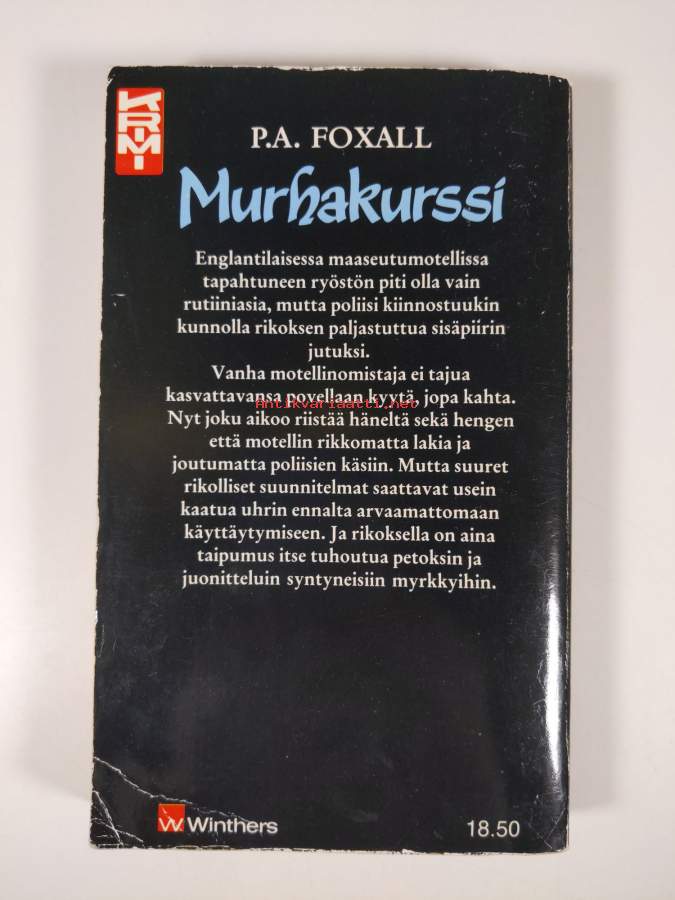 KRIMI
P.A. FOXALL
Murhakurssi
Englantilaisessa maaseutumotellissa
tapahtuneen ryöstön piti olla vain
rutiiniasia, mutta poliisi kiinnostuukin
kunnolla rikoksen paljastuttua sisäpiirin
jutuksi.
Vanha motellinomistaja ei tajua
kasvattavansa povellaan kyytä, jopa kahta.
Antikvariaatti.net
Nyt joku aikoo riistää häneltä sekä hengen
että motellin rikkomatta lakia ja
joutumatta poliisien käsiin. Mutta suuret
rikolliset suunnitelmat saattavat usein
kaatua uhrin ennalta arvaamattomaan
käyttäytymiseen. Ja rikoksella on aina
taipumus itse tuhoutua petoksin ja
juonitteluin syntyneisiin myrkkyihin.
W Winthers
18.50